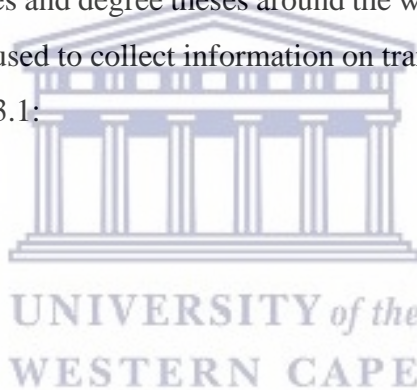 es and degree theses around the w
used to collect information on tra
3.1:
UNIVERSITY of the
WESTERN CAPE